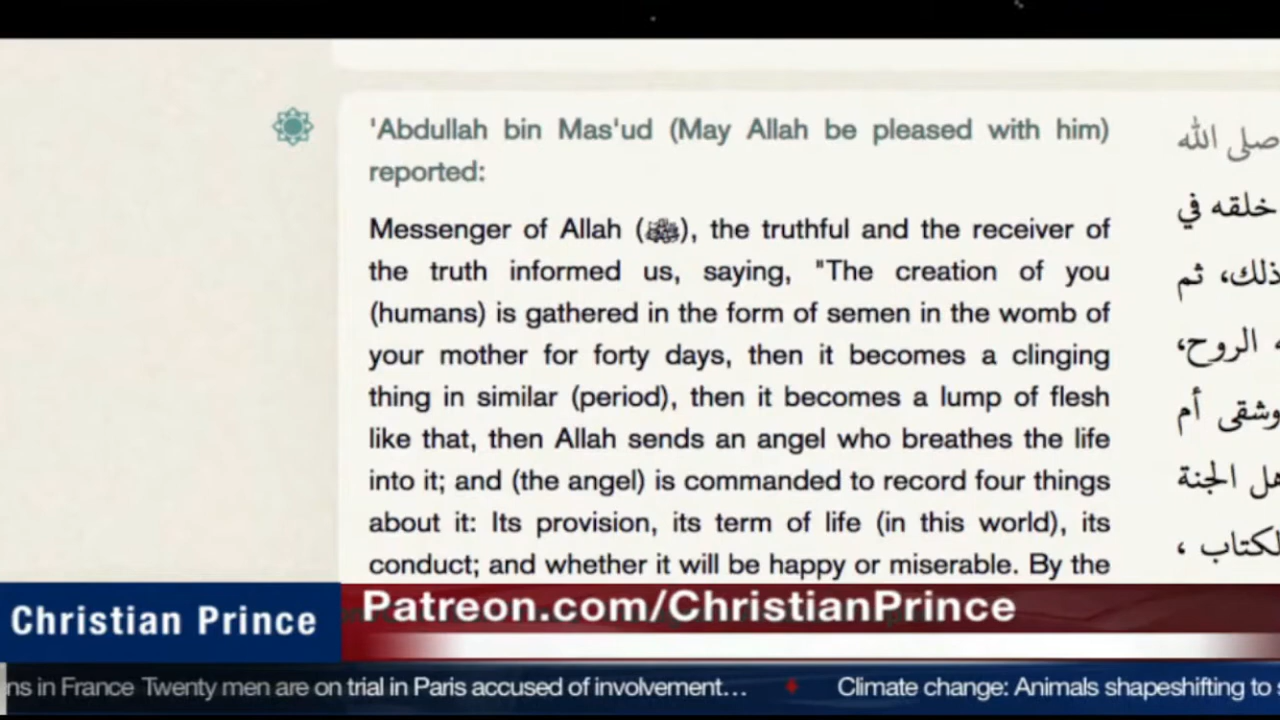 'Abdullah bin Mas'ud (May Allah be pleased with him)
reported:
Messenger of Allah (ﷺ), the truthful and the receiver of
the truth informed us, saying, "The creation of you
(humans) is gathered in the form of semen in the womb of
your mother for forty days, then it becomes a clinging
thing in similar (period), then it becomes a lump of flesh
like that, then Allah sends an angel who breathes the life
into it; and (the angel) is commanded to record four things
about it: Its provision, its term of life (in this world), its
conduct; and whether it will be happy or miserable. By the
صلى الله
خلقه في
ذلك، ثم
الروح،
وشقى أم
الجنة
،
Christian Prince
Patreon.com/ChristianPrince
ns in France Twenty men are on trial in Paris accused of involvement... Climate change: Animals shapeshifting to